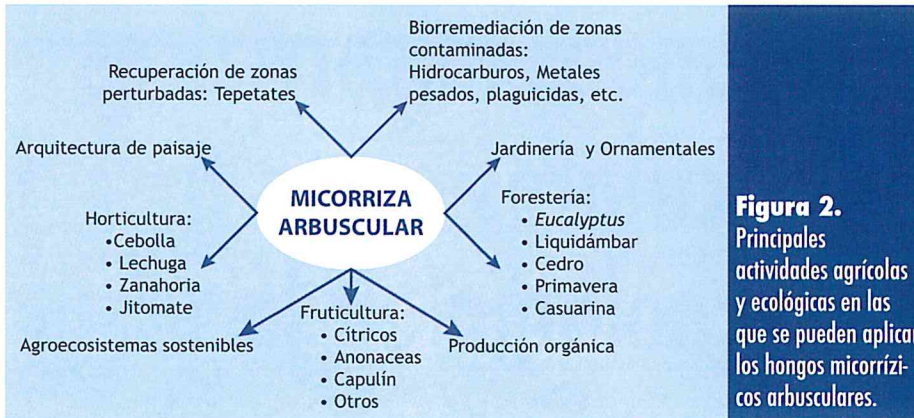 Biorremediación de zonas
contaminadas:
Hidrocarburos, Metales
pesados, plaguicidas, etc.
Recuperación de zonas
perturbadas: Tepetates
Arquitectura de paisaje
Jardinería y Ornamentales
MICORRIZA
ARBUSCULAR
Horticultura:
•Cebolla
• Lechuga
• Zanahoria
• Jitomate
Forestería:
• Eucalyptus
• Liquidámbar
• Cedro
• Primavera
• Casuarina
Agroecosistemas sostenibles
Fruticultura:
• Cítricos
• Anonaceas
• Capulín
• Otros
Producción orgánica
Figura 2.
Principales
actividades agrícolas
y ecológicas en las
que se pueden aplicar
los hongos micorrízi-
cos arbusculares.